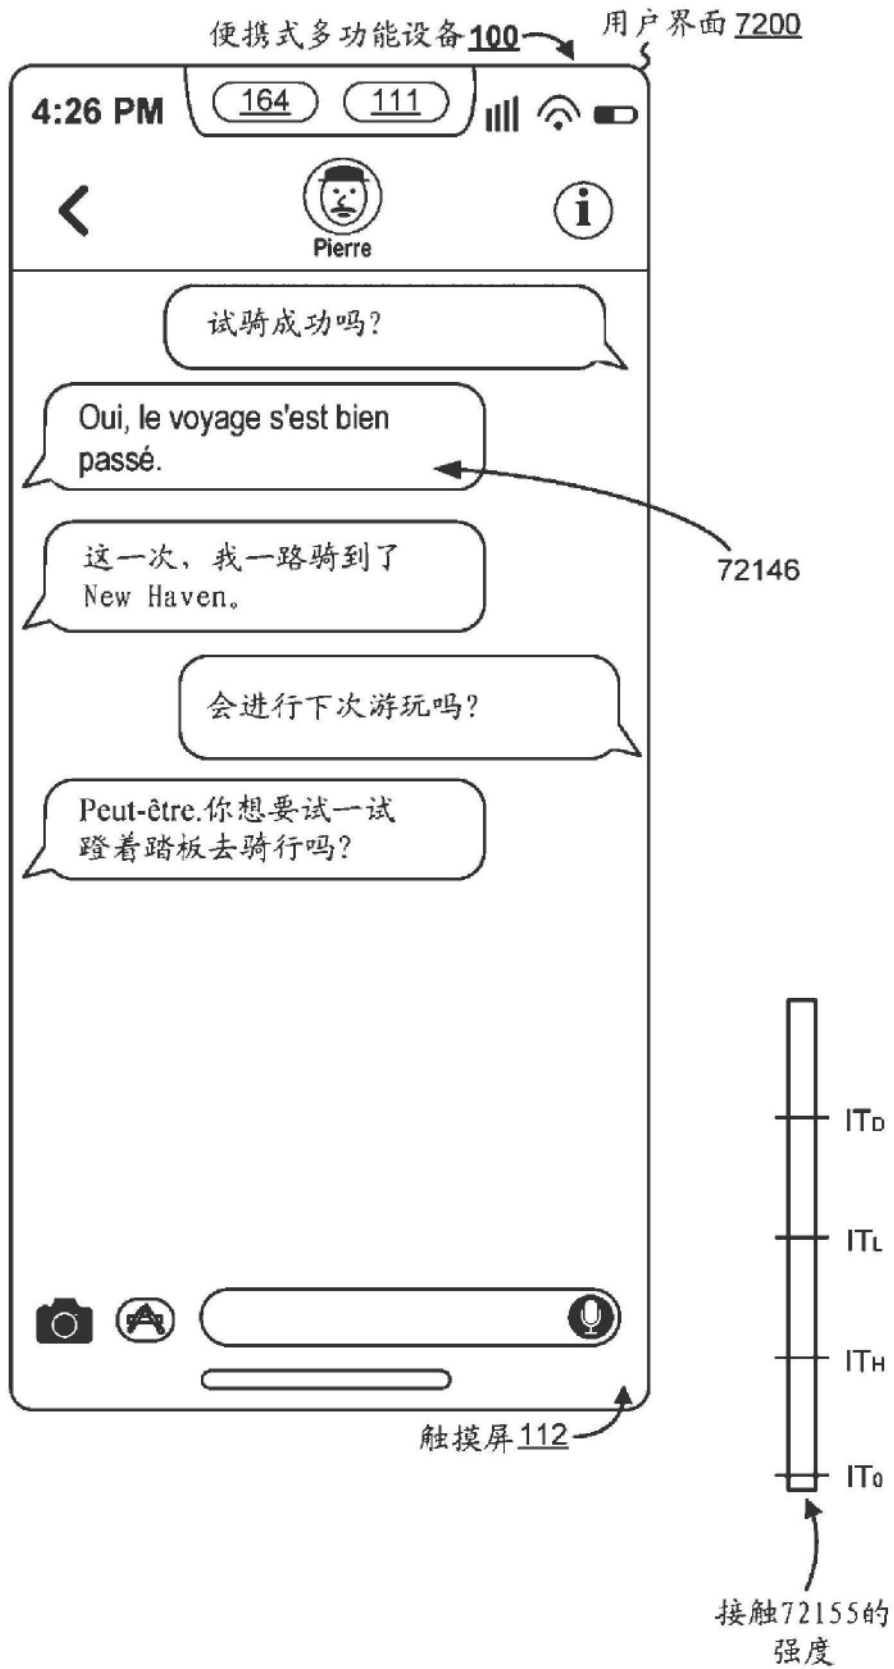 便携式多功能设备100
用户界面 7200
4:26 PM
164
111
i
Pierre
试骑成功吗?
Oui, le voyage s'est bien
passé.
72146
这一次，我一路骑到了
New Haven。
会进行下次游玩吗?
Peut-être.你想要试一试
蹬着踏板去骑行吗?
ITD
ITL
ITH
IT0
触摸屏112
接触72155的
强度